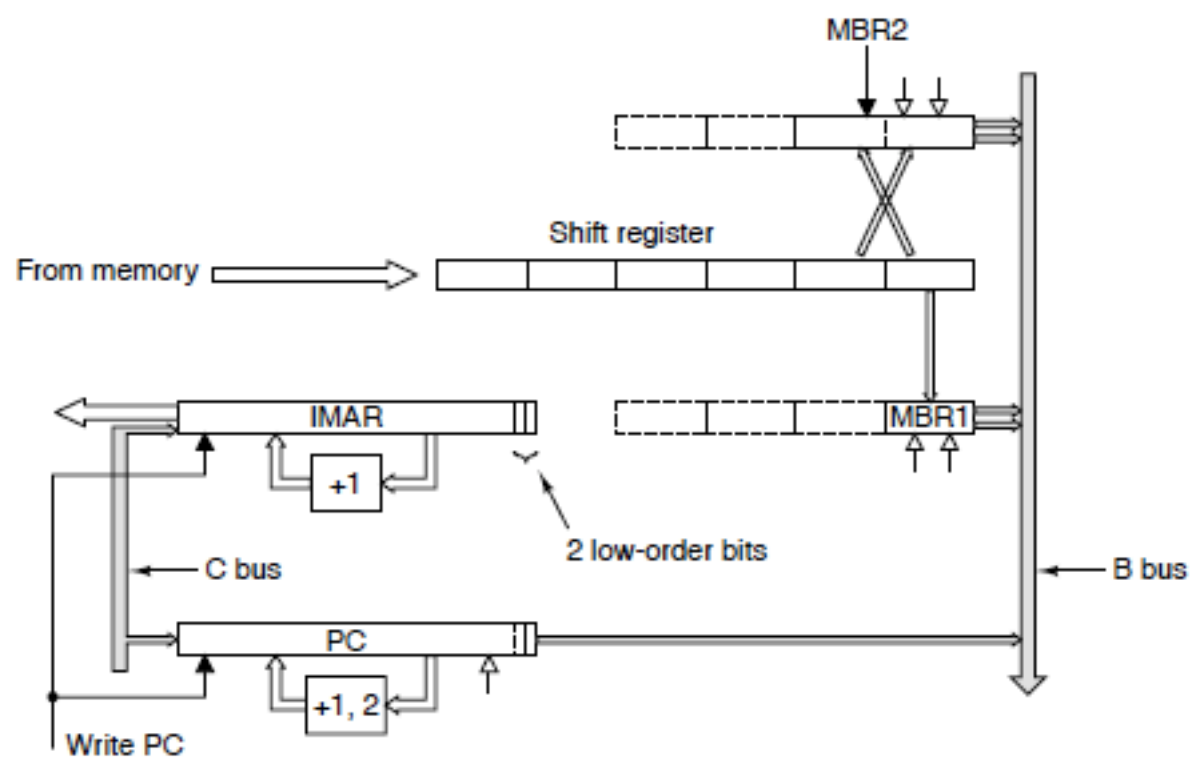 MBR2
Shift register
From memory
IMAR
MBR1
+1
2 low-order bits
C bus
B bus
PC
+1, 2
Write PC